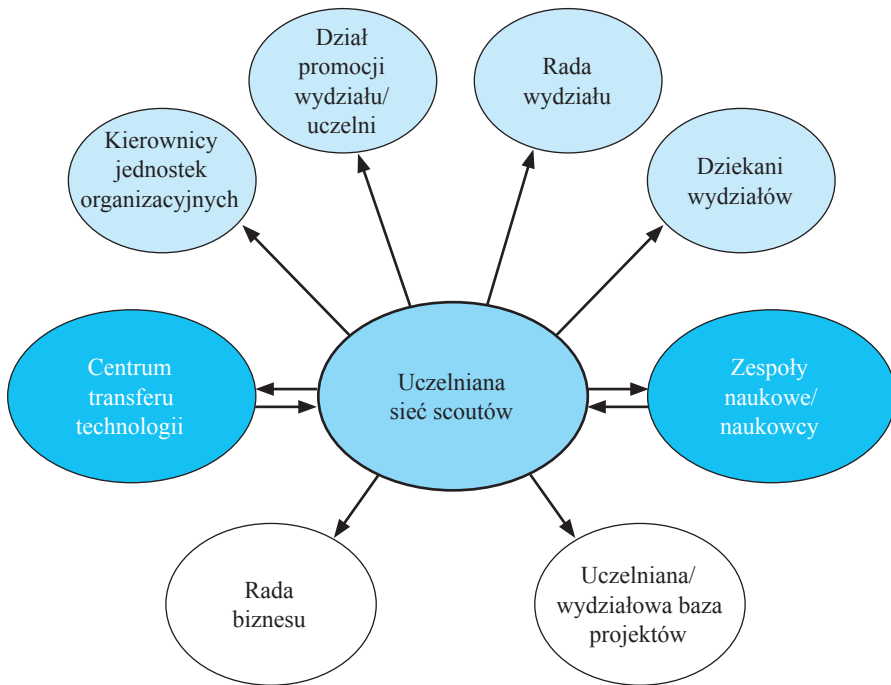 Dział
promocji
wydziału/
uczelni
Rada
wydziału
Kierownicy
jednostek
organizacyjnych
Dziekani
wydziałów
Centrum
transferu
technologii
Uczelniana
sieć scoutów
Zespoły
naukowe/
naukowcy
Rada
biznesu
Uczelniana/
wydziałowa baza
projektów